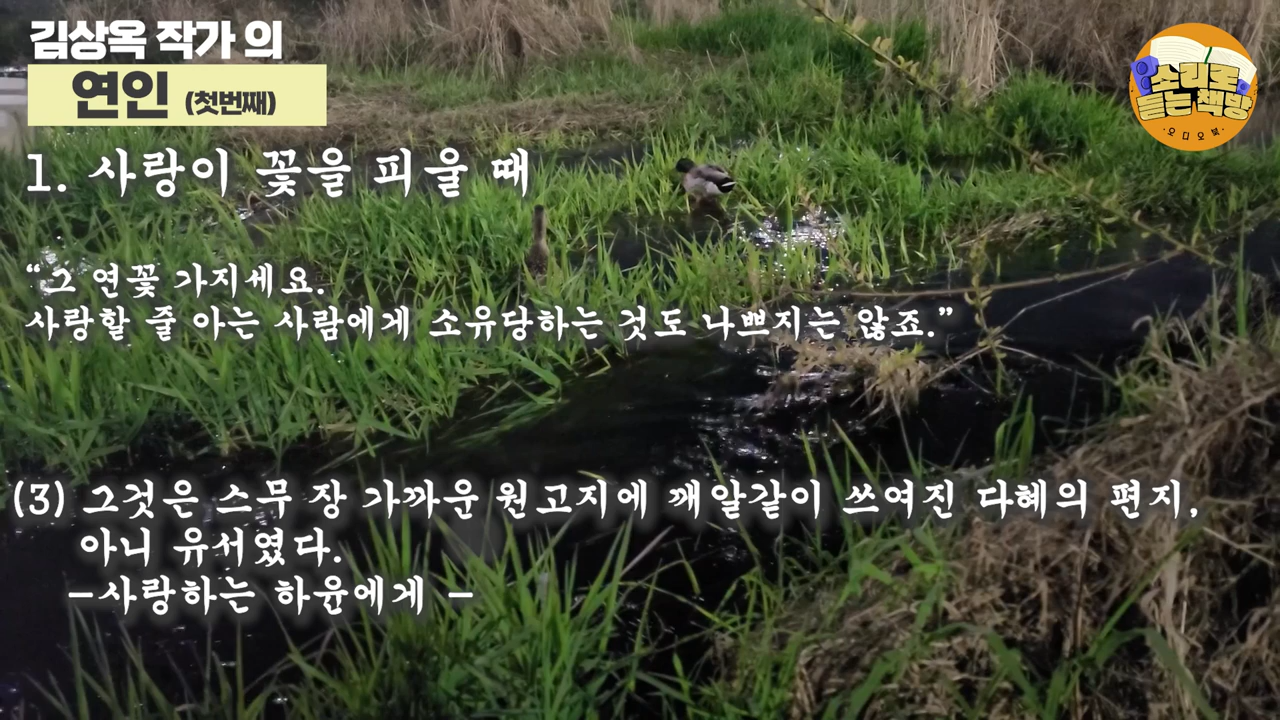 김상옥 작가 의
연인 (첫번째)
소리로
듣는 책방
·오디오북·
1. 사랑이 꽃을 피울 때
“그 연꽃 가지세요.
사랑할 줄 아는 사람에게 소유당하는 것도 나쁘지는 않죠.”
(3) 그것은 스무 장 가까운 원고지에 깨알같이 쓰여진 다혜의 편지,
아니 유서였다.
-사랑하는 하윤에게 -